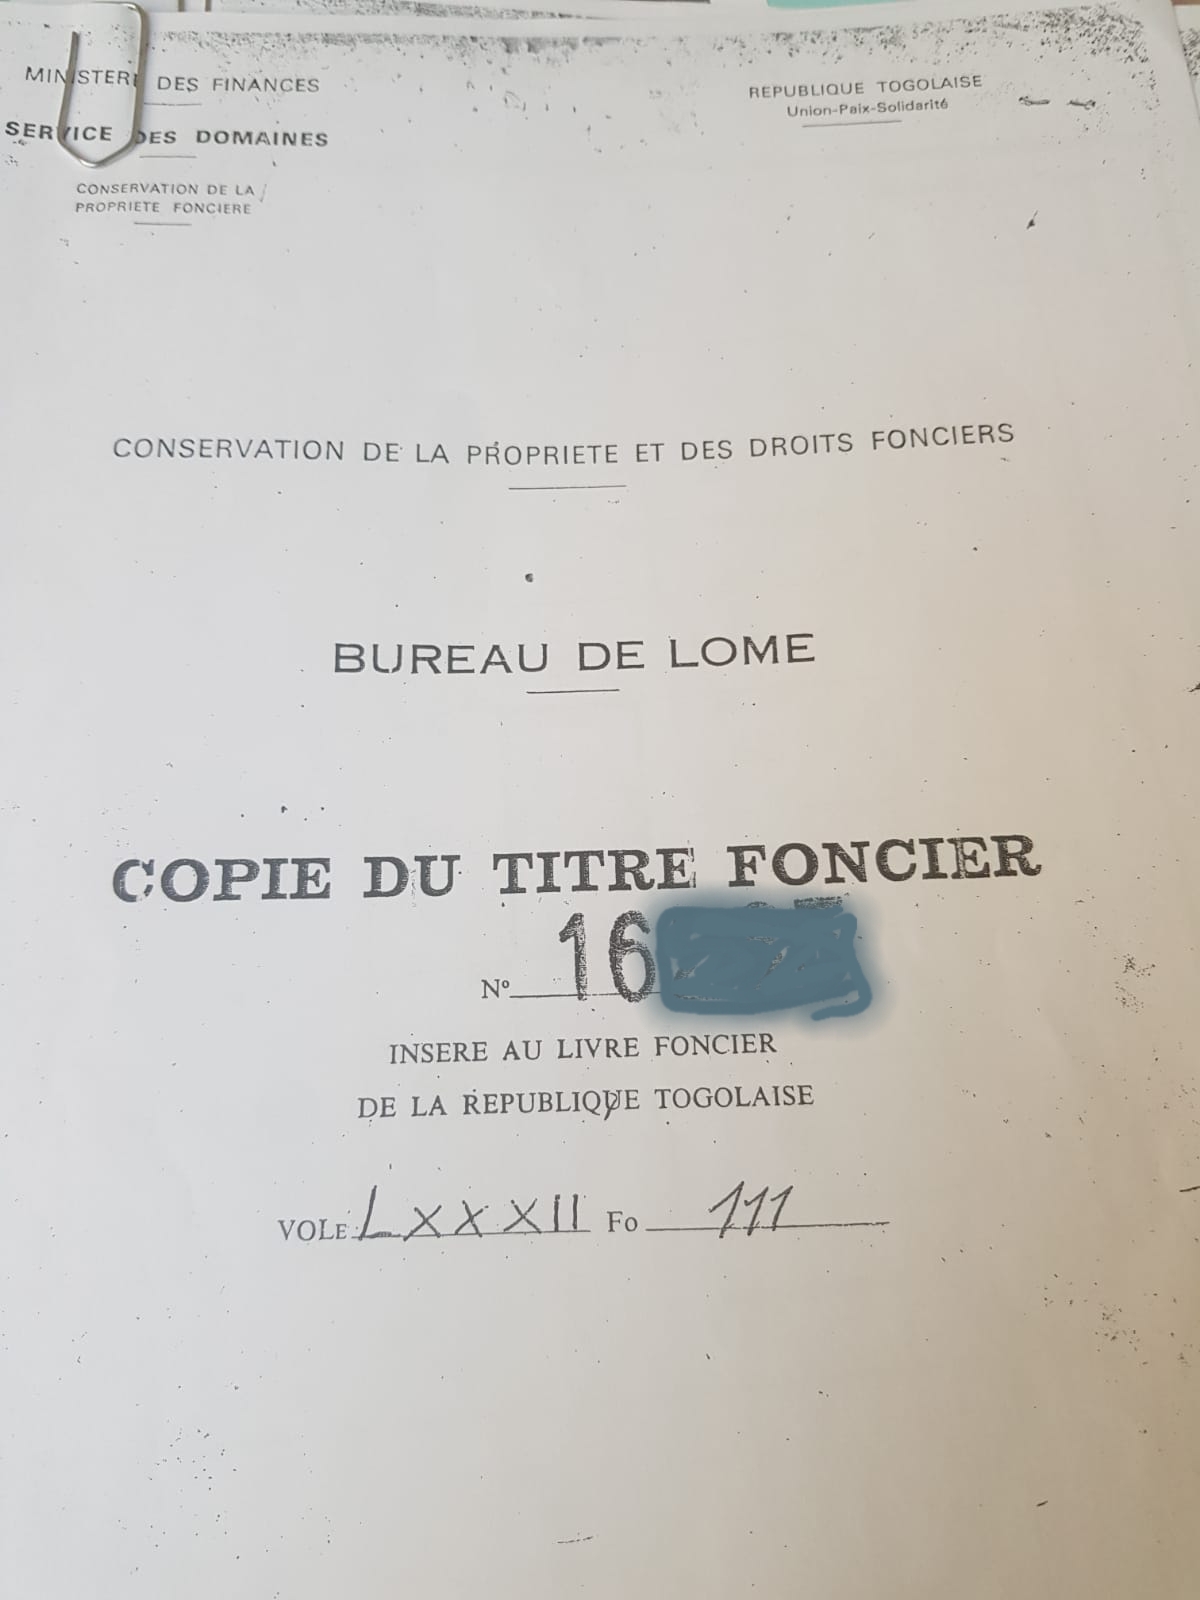 MINISTERE DES FINANCES
SERVICE DES DOMAINES
CONSERVATION DE LA
PROPRIETE FONCIERE
REPUBLIQUE TOGOLAISE
Union-Paix-Solidarité
CONSERVATION DE LA PROPRIETE ET DES DROITS FONCIERS
BUREAU DE LOME
COPIE DU TITRE FONCIER
Nº 16
INSERE AU LIVRE FONCIER
DE LA REPUBLIQUE TOGOLAISE
VOLE LXXXII Fo 111